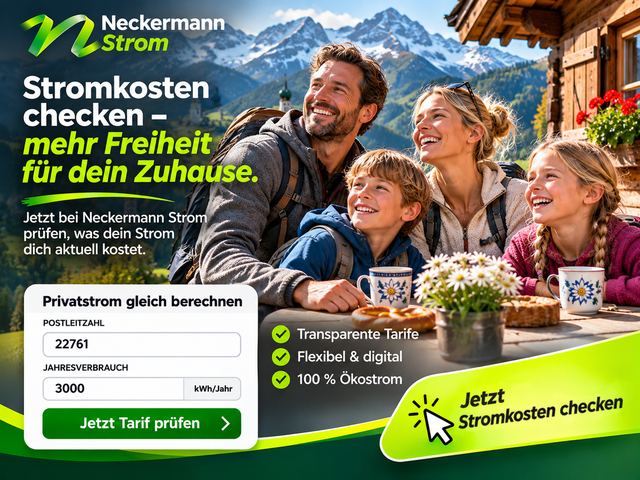 Neckermann
Strom
Stromkosten
checken –
mehr Freiheit
für dein Zuhause.
Jetzt bei Neckermann Strom
prüfen, was dein Strom
dich aktuell kostet.
Privatstrom gleich berechnen
POSTLEITZAHL
22761
JAHRESVERBRAUCH
3000 kWh/Jahr
Jetzt Tarif prüfen
Transparente Tarife
Flexibel & digital
100 % Ökostrom
Jetzt
Stromkosten checken